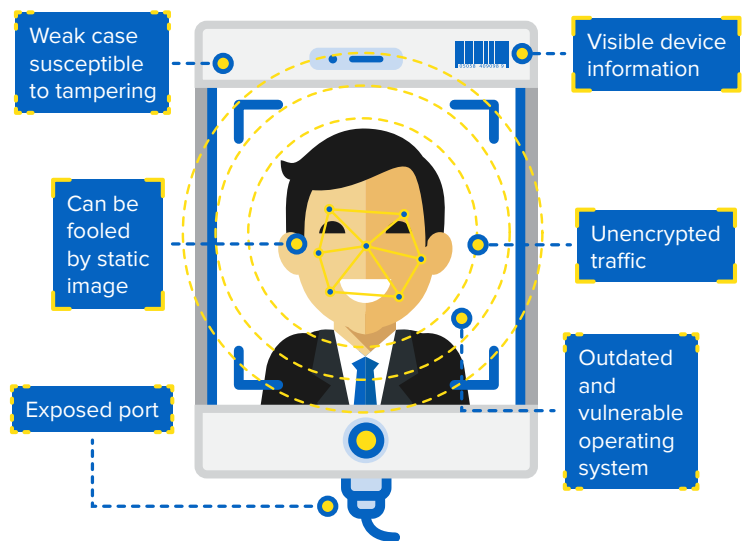 Weak case
susceptible
to tampering
Visible device
information
Can be
fooled
by static
image
Unencrypted
traffic
Exposed port
Outdated
and
vulnerable
operating
system